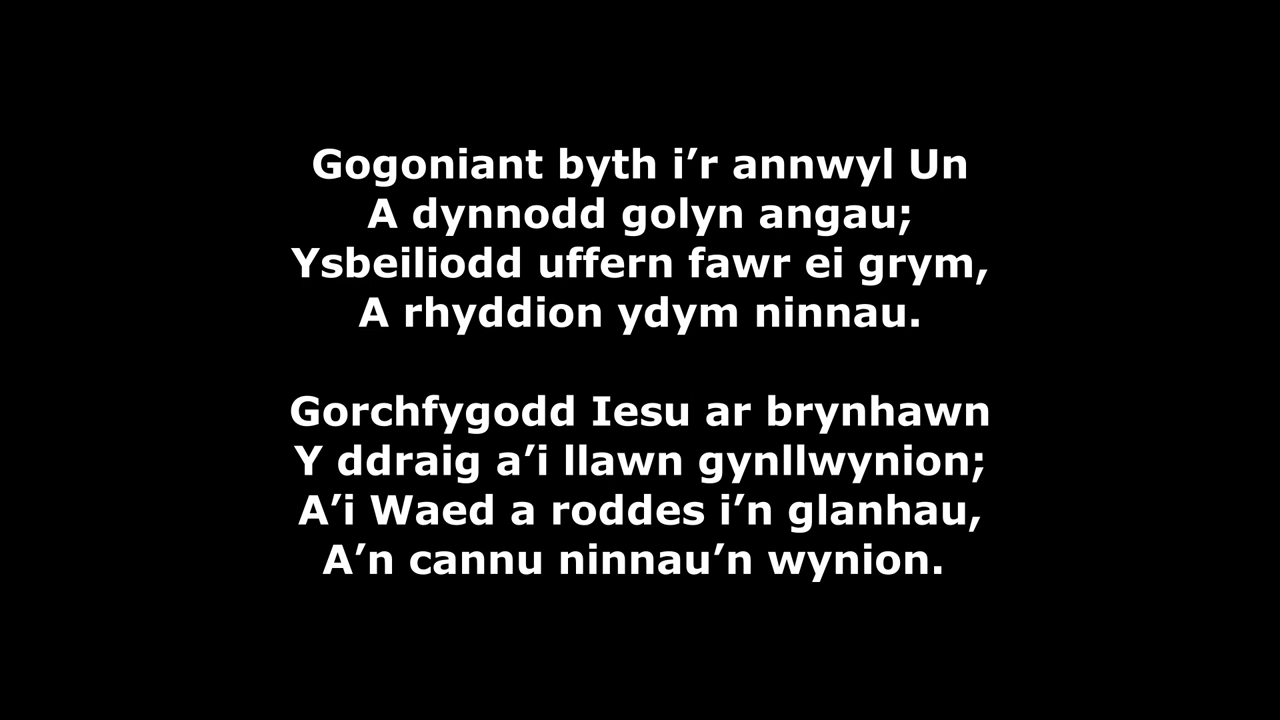 Gogoniant byth i’r annwyl Un
A dynnodd golyn angau;
Ysbeiliodd uffern fawr ei grym,
A rhyddion ydym ninnau.
Gorchfygodd Iesu ar brynhawn
Y ddraig a’i llawn gynllwynion;
A’i Waed a roddes i’n glanhau,
A’n cannu ninnau’n wynion.